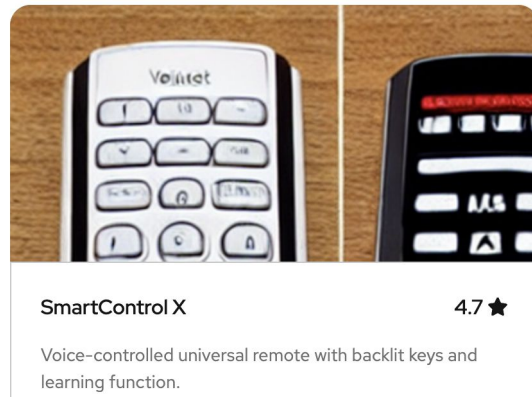 SmartControl X
4.7
Voice-controlled universal remote with backlit keys and
learning function.